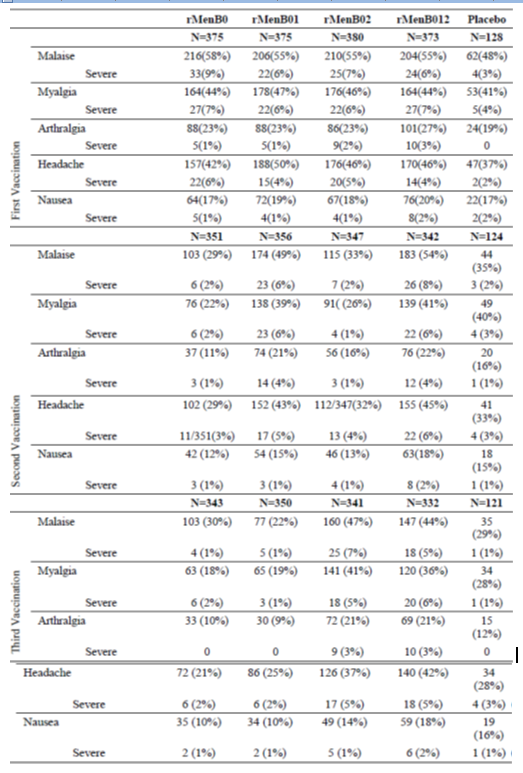 rMenB0 rMenB01 rMenB02 rMenB012 Placebo
N=375 N=375 N=380 N=373 N=128
First Vaccination
Malaise 216(58%) 206(55%) 210(55%) 204(55%) 62(48%)
Severe 33(9%) 22(6%) 25(7%) 24(6%) 4(3%)
Myalgia 164(44%) 178(47%) 176(46%) 164(44%) 53(41%)
Severe 27(7%) 22(6%) 22(6%) 27(7%) 5(4%)
Arthralgia 88(23%) 88(23%) 86(23%) 101(27%) 24(19%)
Severe 5(1%) 5(1%) 9(2%) 10(3%) 0
Headache 157(42%) 188(50%) 176(46%) 170(46%) 47(37%)
Severe 22(6%) 15(4%) 20(5%) 14(4%) 2(2%)
Nausea 64(17%) 72(19%) 67(18%) 76(20%) 22(17%)
Severe 5(1%) 4(1%) 4(1%) 8(2%) 2(2%)
N=351 N=356 N=347 N=342 N=124
Second Vaccination
Malaise 103 (29%) 174 (49%) 115 (33%) 183 (54%) 44
(35%)
Severe 6 (2%) 23 (6%) 7 (2%) 26 (8%) 3 (2%)
Myalgia 76 (22%) 138 (39%) 91( (26%) 139 (41%) 49
(40%)
Severe 6 (2%) 23 (6%) 4 (1%) 22 (6%) 4 (3%)
Arthralgia 37 (11%) 74 (21%) 56 (16%) 76 (22%) 20
(16%)
Severe 3 (1%) 14 (4%) 3 (1%) 12 (4%) 1 (1%)
Headache 102 (29%) 152 (43%) 112/347(32%) 155 (45%) 41
(33%)
Severe 11/351(3%) 17 (5%) 13 (4%) 22 (6%) 4 (3%)
Nausea 42 (12%) 54 (15%) 46 (13%) 63(18%) 18
(15%)
Severe 3 (1%) 3 (1%) 4 (1%) 8 (2%) 1 (1%)
N=343 N=350 N=341 N=332 N=121
Third Vaccination
Malaise 103 (30%) 77 (22%) 160 (47%) 147 (44%) 35
(29%)
Severe 4 (1%) 5 (1%) 25 (7%) 18 (5%) 1 (1%)
Myalgia 63 (18%) 65 (19%) 141 (41%) 120 (36%) 34
(28%)
Severe 6 (2%) 3 (1%) 18 (5%) 20 (6%) 1 (1%)
Arthralgia 33 (10%) 30 (9%) 72 (21%) 69 (21%) 15
(12%)
Severe 0 0 9 (3%) 10 (3%) 0
Headache 72 (21%) 86 (25%) 126 (37%) 140 (42%) 34
(28%)
Severe 6 (2%) 6 (2%) 17 (5%) 18 (5%) 4 (3%)
Nausea 35 (10%) 34 (10%) 49 (14%) 59 (18%) 19
(16%)
Severe 2 (1%) 2 (1%) 5 (1%) 6 (2%) 1 (1%)